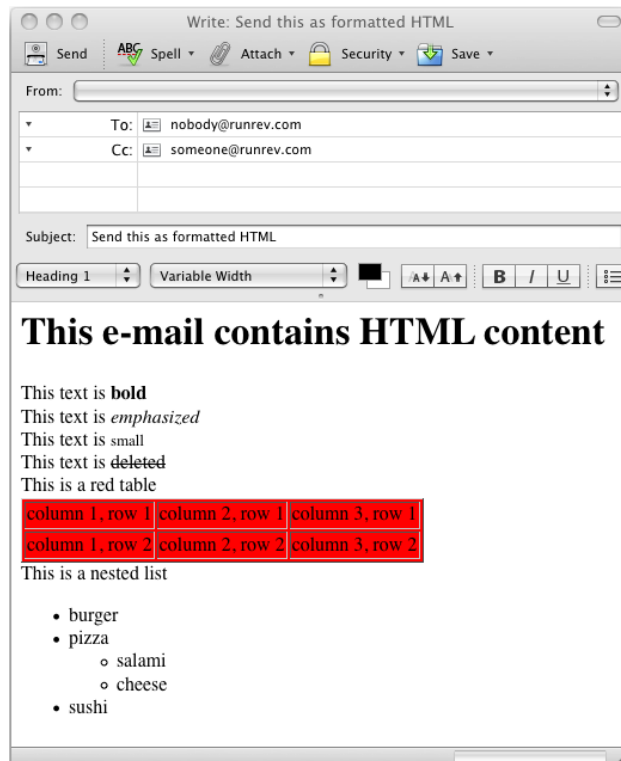 Write: Send this as formatted HTML
Send ABC Spell Attach Security Save
From:
To: nobody@runrev.com
Cc: someone@runrev.com
Subject: Send this as formatted HTML
Heading 1 Variable Width A A B I U
This e-mail contains HTML content
This text is bold
This text is emphasized
This text is small
This text is deleted
This is a red table
column 1, row 1 column 2, row 1 column 3, row 1
column 1, row 2 column 2, row 2 column 3, row 2
This is a nested list
burger
pizza
salami
cheese
sushi